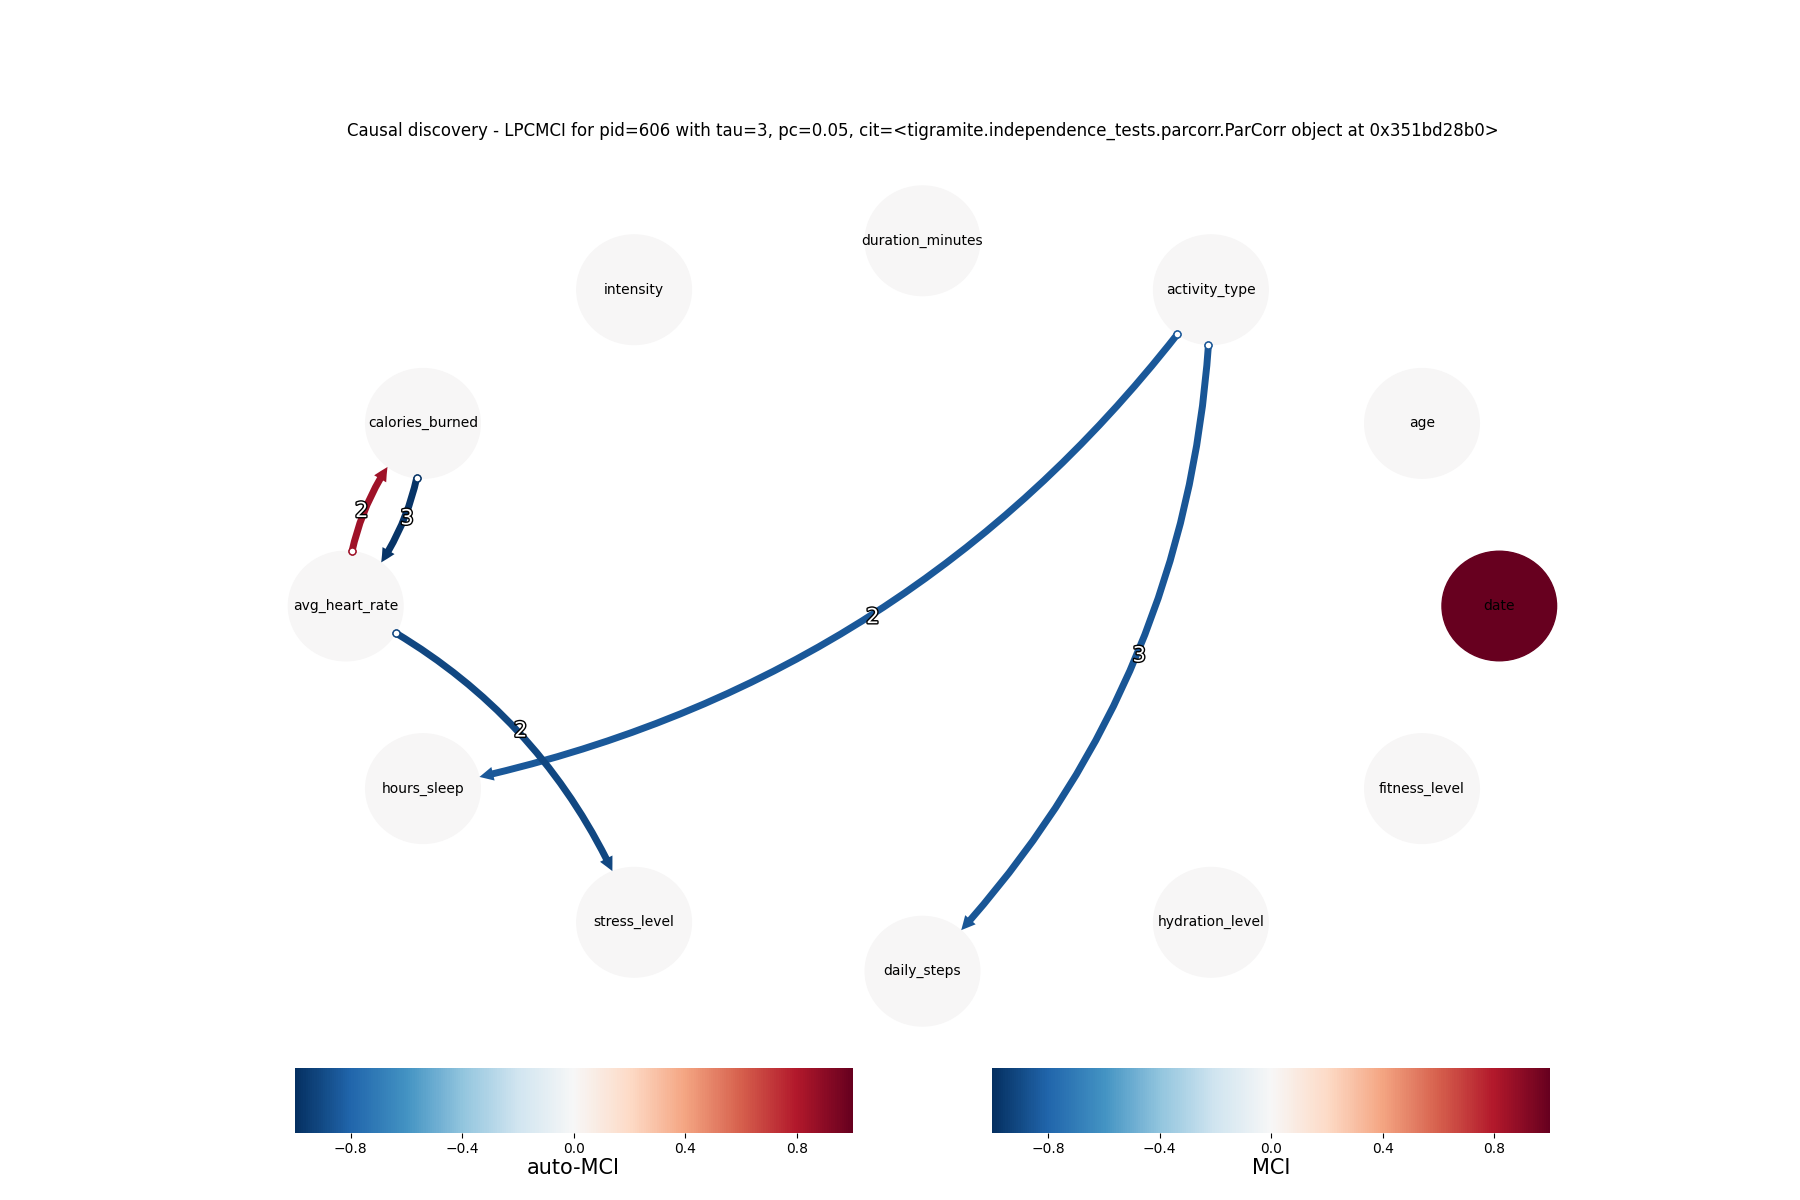 Causal discovery - LPCMCI for pid=606 with tau=3, pc=0.05, cit=<tigramite.independence_tests.parcorr.ParCorr object at 0x351bd28b0>
duration_minutes
intensity
activity_type
calories_burned
age
2
3
avg_heart_rate
date
2
3
2
hours_sleep
fitness_level
stress_level
hydration_level
daily_steps
−0.8 −0.4 0.0 0.4 0.8
auto-MCI
−0.8 −0.4 0.0 0.4 0.8
MCI